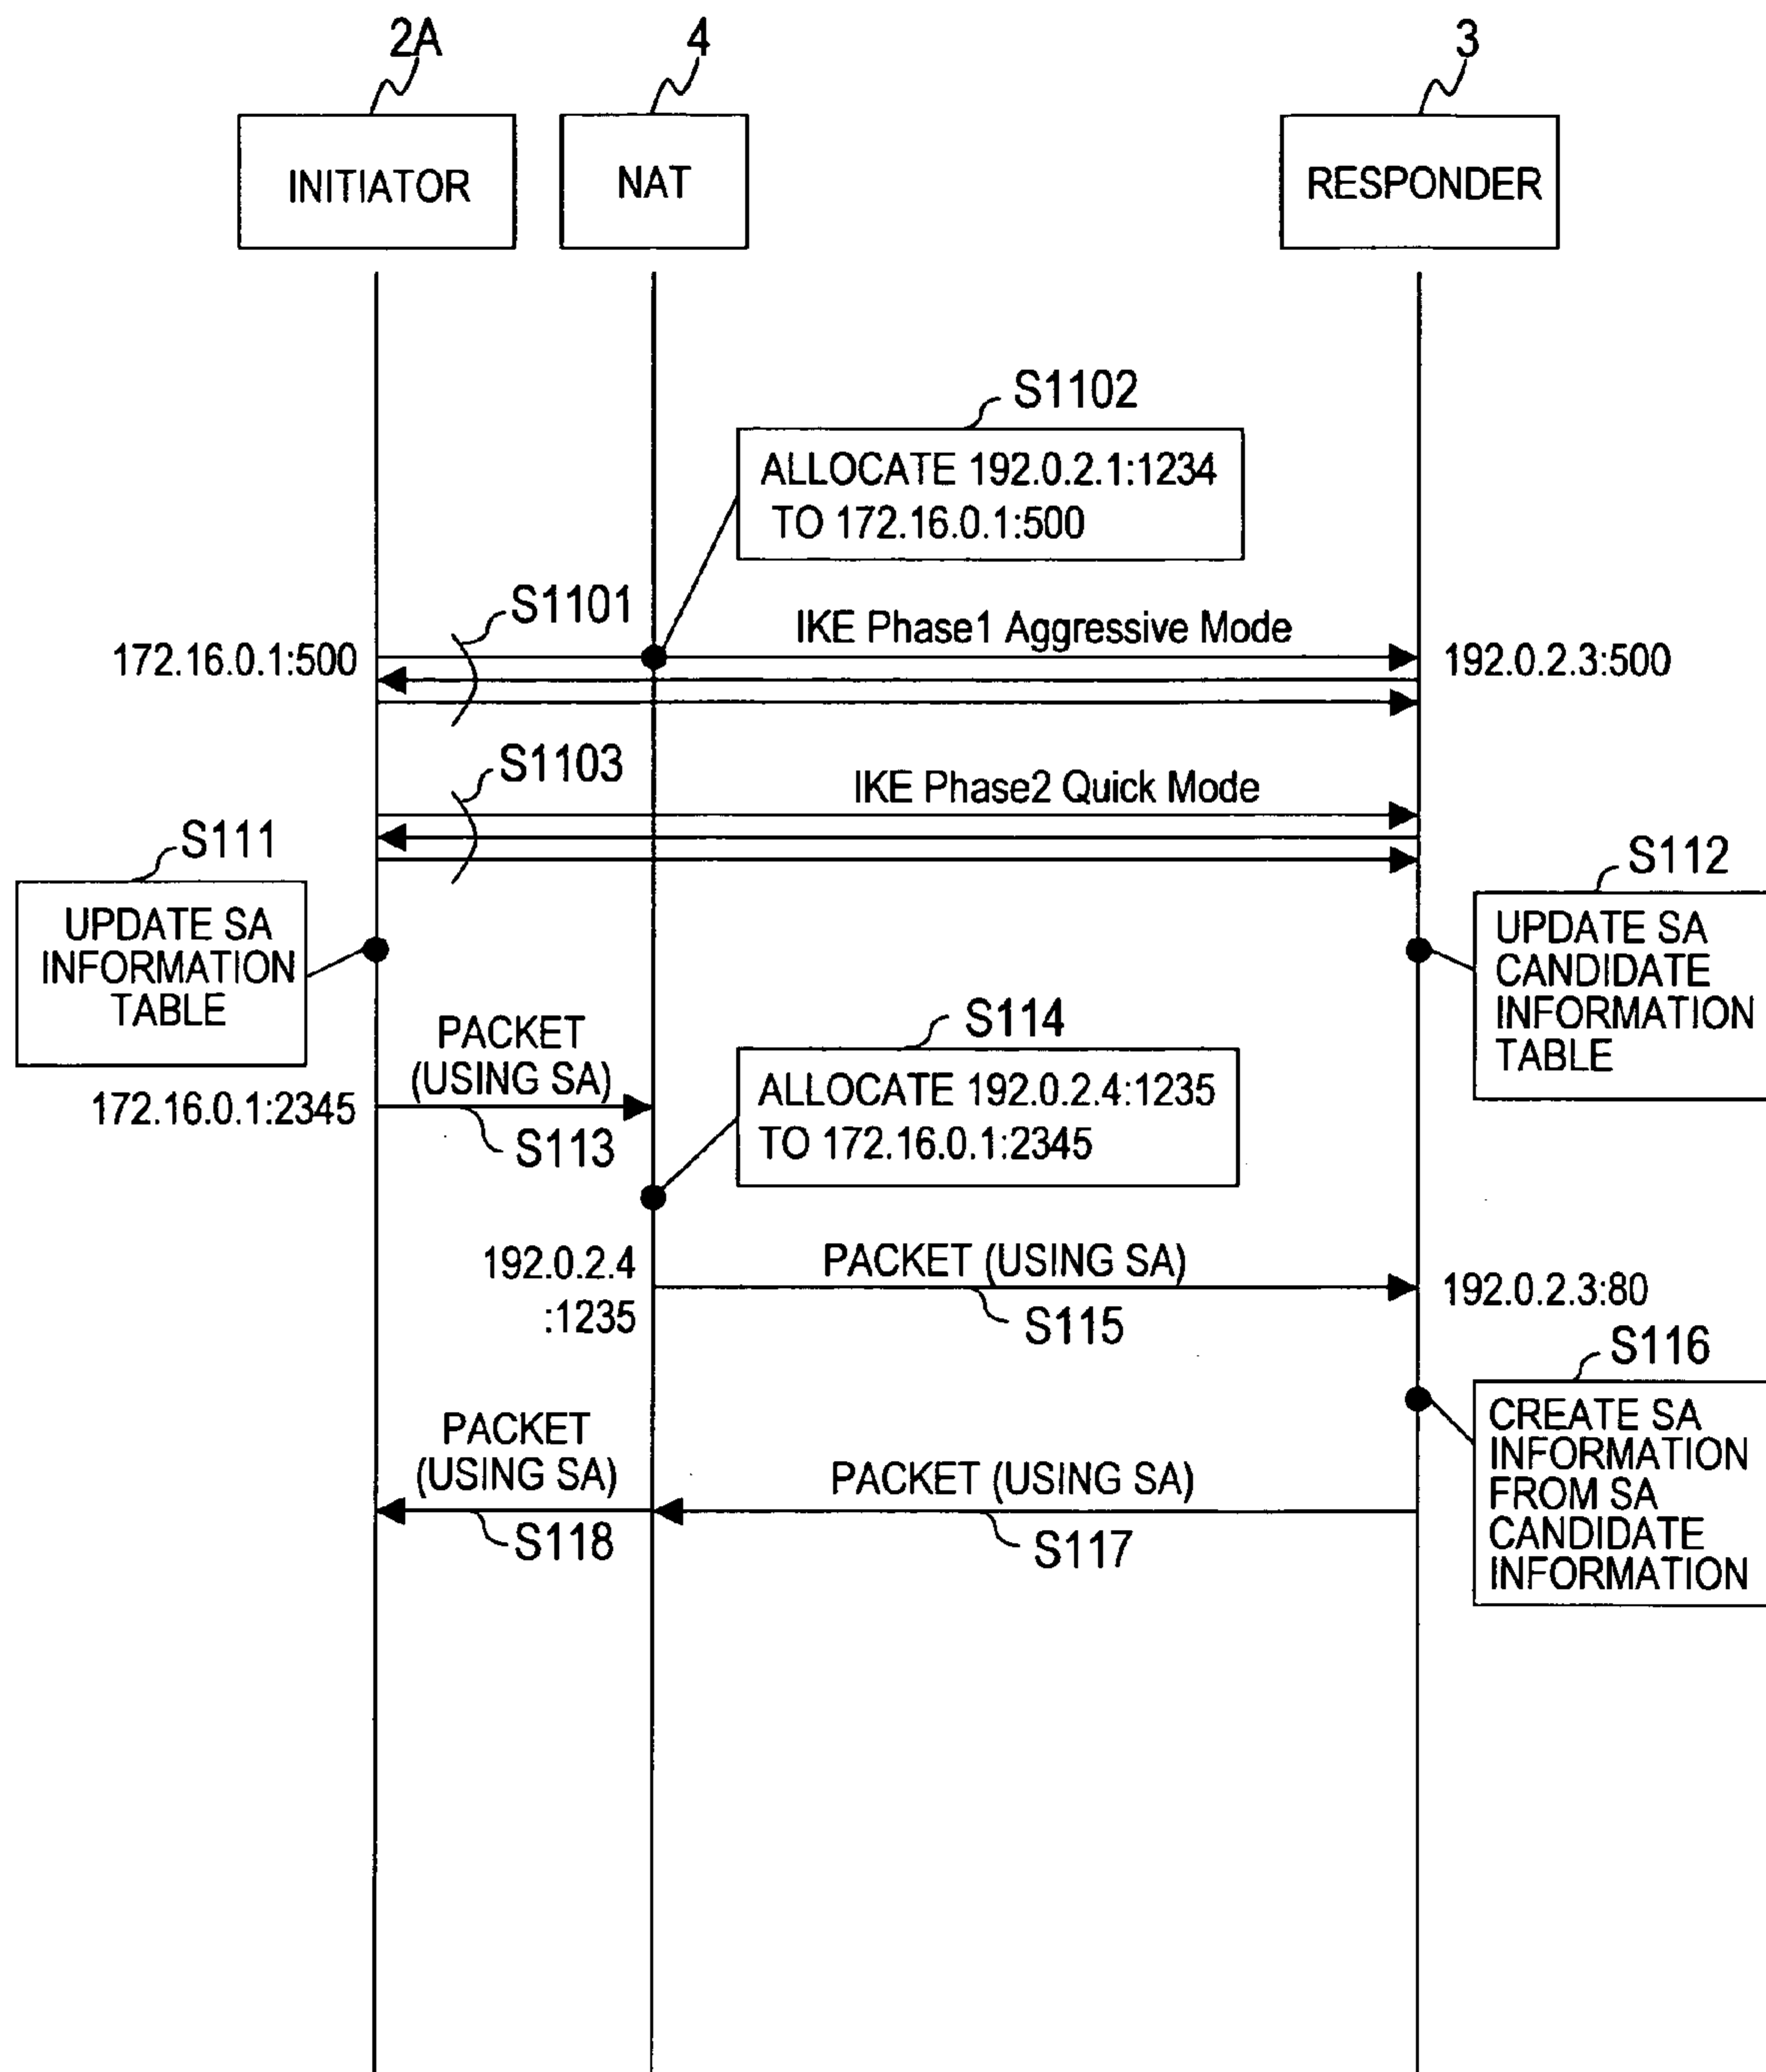 2A
4
3
INITIATOR
NAT
RESPONDER
S1102
ALLOCATE 192.0.2.1:1234
TO 172.16.0.1:500
S1101
IKE Phase1 Aggressive Mode
172.16.0.1:500
192.0.2.3:500
S1103
IKE Phase2 Quick Mode
S111
UPDATE SA
INFORMATION
TABLE
S112
UPDATE SA
CANDIDATE
INFORMATION
TABLE
PACKET
(USING SA)
172.16.0.1:2345
S113
S114
ALLOCATE 192.0.2.4:1235
TO 172.16.0.1:2345
192.0.2.4
:1235
PACKET (USING SA)
S115
192.0.2.3:80
S116
CREATE SA
INFORMATION
FROM SA
CANDIDATE
INFORMATION
PACKET
(USING SA)
S118
PACKET (USING SA)
S117